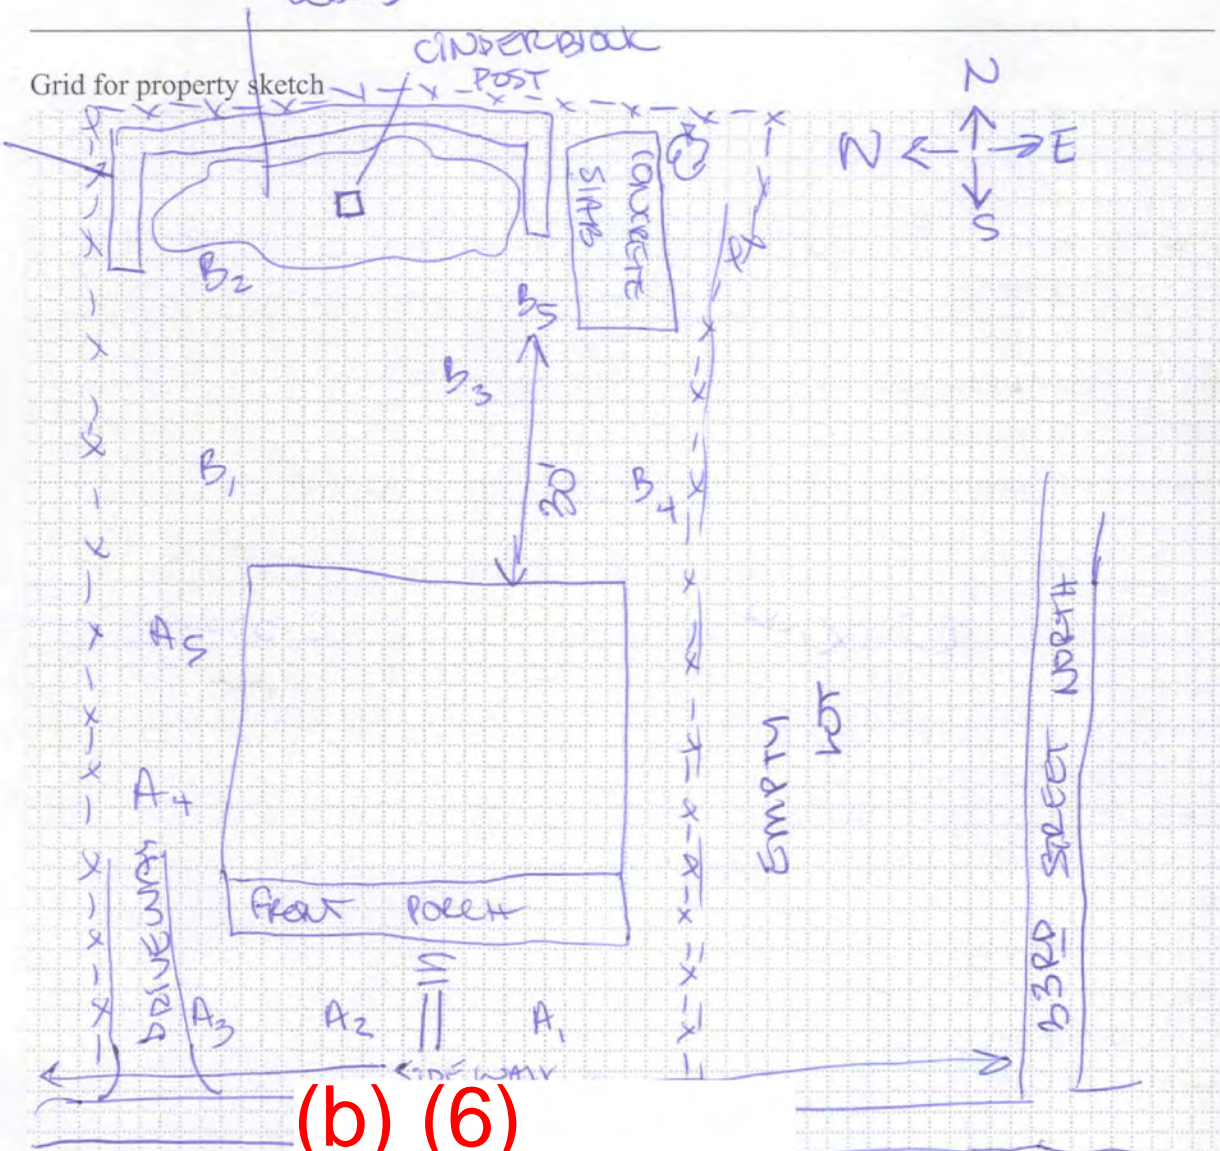 CINDERBLOCK
POST
Grid for property sketch
N
N E
S
CONCRETE
SLAB
B2
B5
B3
B1
30'
B4
A5
A4
EMPTY
LOT
33RD STREET NORTH
FRONT PORCH
DRIVEWAY
A3 A2 A1
SIDEWALK
(b) (6)